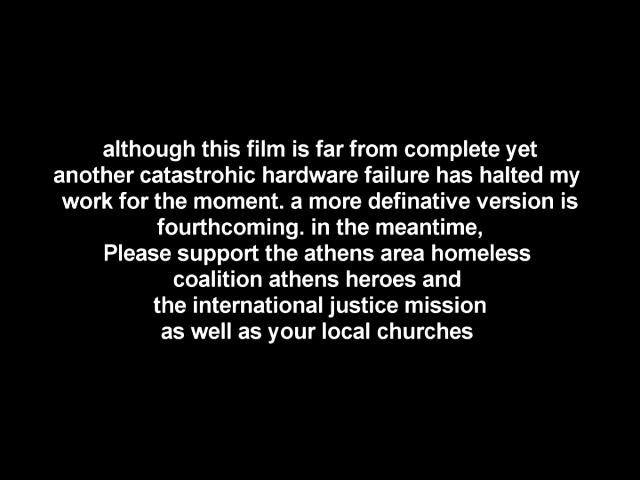 although this film is far from complete yet
another catastrohic hardware failure has halted my
work for the moment. a more definative version is
fourthcoming. in the meantime,
Please support the athens area homeless
coalition athens heroes and
the international justice mission
as well as your local churches